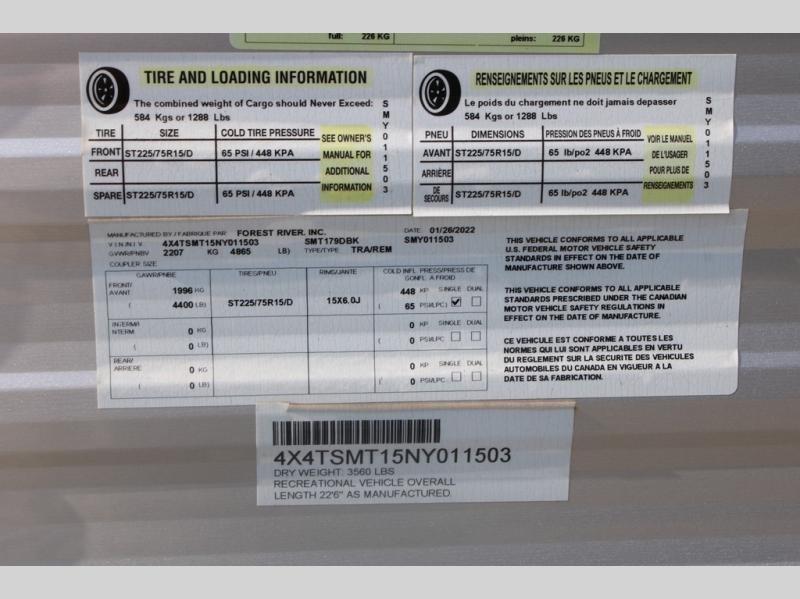 full: 226 KG
pleins: 226 KG
TIRE AND LOADING INFORMATION
The combined weight of Cargo should Never Exceed:
584 Kgs or 1288 Lbs
TIRE SIZE COLD TIRE PRESSURE
FRONT ST225/75R15/D 65 PSI / 448 KPA
REAR
SPARE ST225/75R15/D 65 PSI / 448 KPA
SEE OWNER'S
MANUAL FOR
ADDITIONAL
INFORMATION
SMY011503
RENSEIGNEMENTS SUR LES PNEUS ET LE CHARGEMENT
Le poids du chargement ne doit jamais depasser
584 Kgs or 1288 Lbs
PNEU DIMENSIONS PRESSION DES PNEUS À FROID
AVANT ST225/75R15/D 65 lb/po2 448 KPA
ARRIÈRE
DE SECOURS ST225/75R15/D 65 lb/po2 448 KPA
VOIR LE MANUEL
DE L'USAGER
POUR PLUS DE
RENSEIGNEMENTS
SMY011503
MANUFACTURED BY / FABRIQUE PAR FOREST RIVER, INC. DATE 01/26/2022
V.I.N./N.I.V. 4X4TSMT15NY011503 SMT179DBK SMY011503
GVWR/PNBV 2207 KG 4865 LB) TYPE/TYPE TRA/REM
COUPLER SIZE
GAWR/PNBE TIRES/PNEU RIMS/JANTE COLD INFL. PRESS/PRESS DE
GONFL. A FROID
FRONT/
AVANT 1996 KG 448 KP SINGLE DUAL
( 4400 LB) ST225/75R15/D 15X6.0J ( 65 PSI/LPC)
INTERM/
INTERM 0 KG 0 KP SINGLE DUAL
( 0 LB) ( 0 PSI/LPC
REAR/
ARRIERE 0 KG 0 KP SINGLE DUAL
( 0 LB) ( 0 PSI/LPC
THIS VEHICLE CONFORMS TO ALL APPLICABLE
U.S. FEDERAL MOTOR VEHICLE SAFETY
STANDARDS IN EFFECT ON THE DATE OF
MANUFACTURE SHOWN ABOVE.
THIS VEHICLE CONFORMS TO ALL APPLICABLE
STANDARDS PRESCRIBED UNDER THE CANADIAN
MOTOR VEHICLE SAFETY REGULATIONS IN
EFFECT ON THE DATE OF MANUFACTURE.
CE VEHICULE EST CONFORME A TOUTES LES
NORMES QUI LUI SONT APPLICABLES EN VERTU
DU REGLEMENT SUR LA SECURITE DES VEHICULES
AUTOMOBILES DU CANADA EN VIGUEUR A LA
DATE DE SA FABRICATION.
4X4TSMT15NY011503
DRY WEIGHT: 3560 LBS
RECREATIONAL VEHICLE OVERALL
LENGTH 22'6" AS MANUFACTURED.